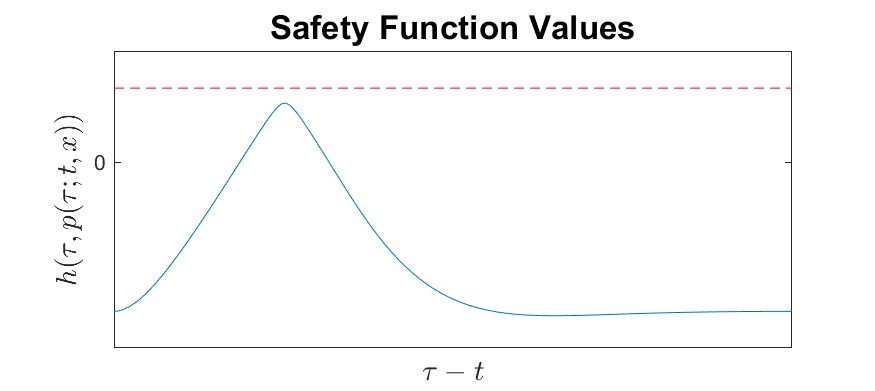 Safety Function Values
h(τ, p(τ; t, x))
0
τ − t